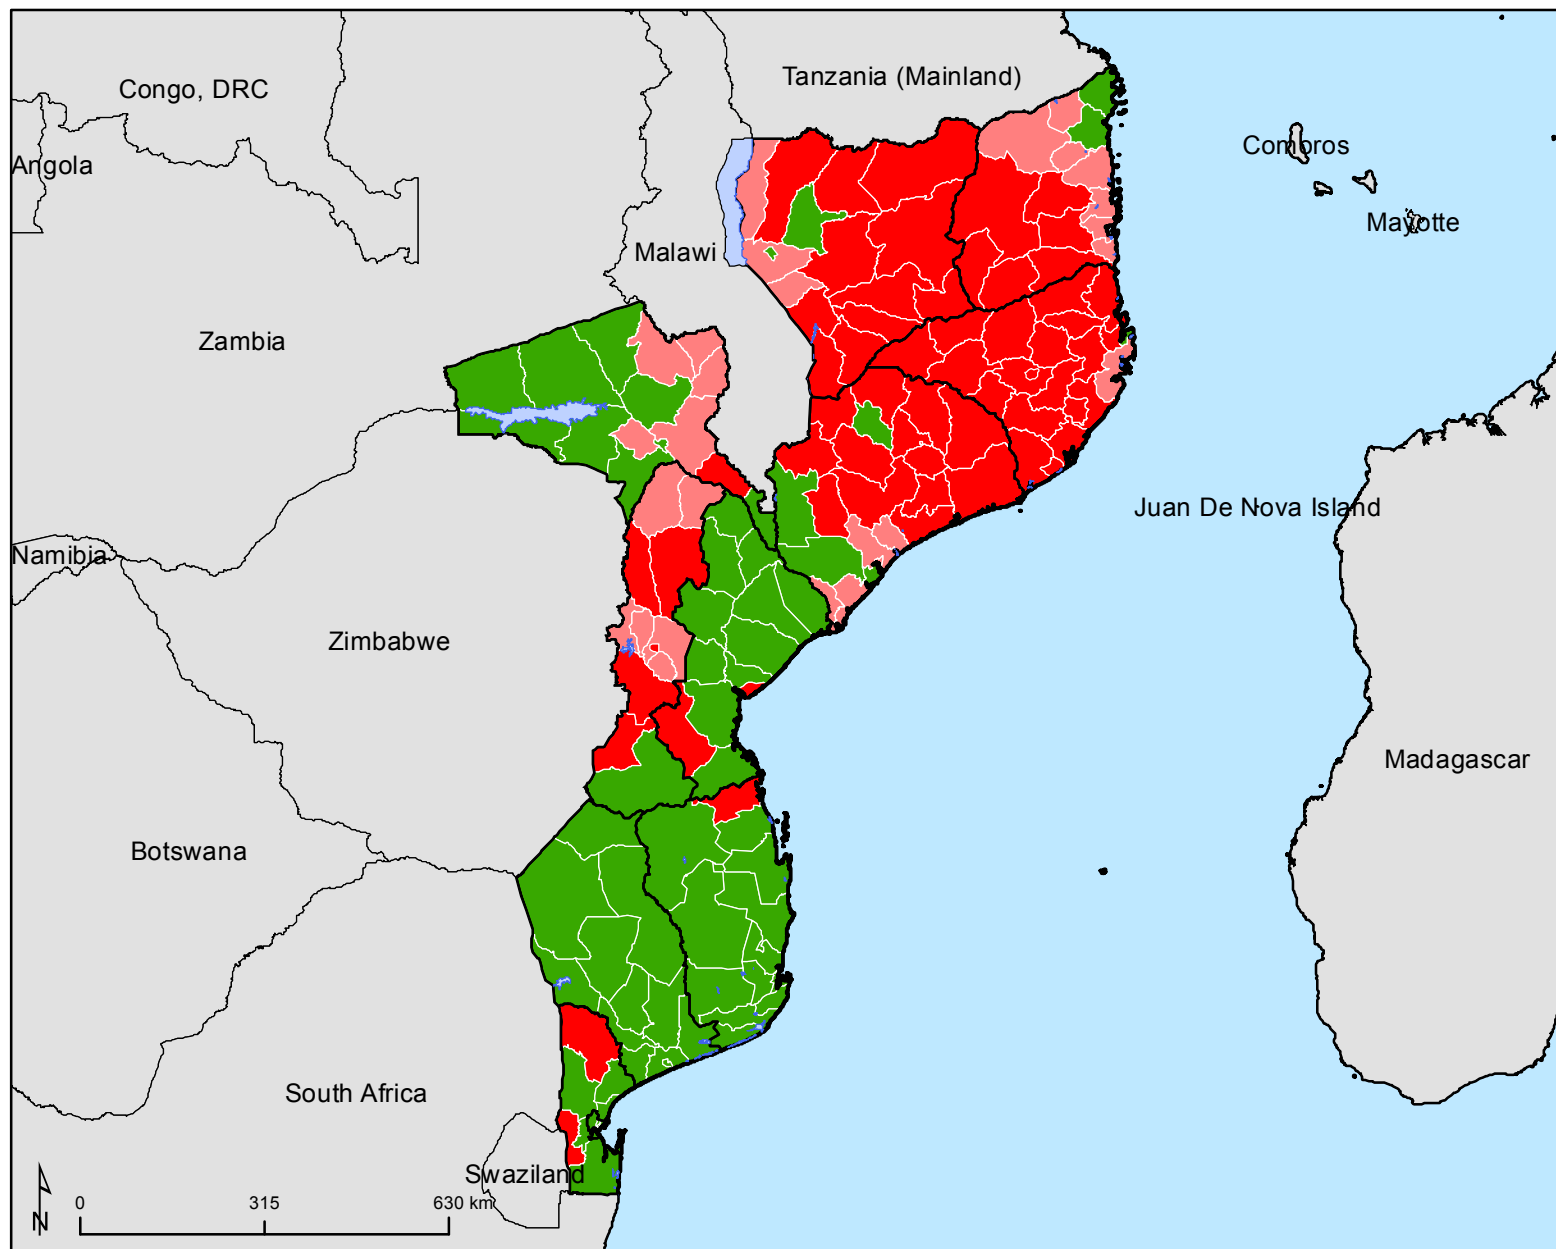 Tanzania (Mainland)
Congo, DRC
Comoros
Angola
Mayotte
Malawi
Zambia
Juan De Nova Island
Namibia
Zimbabwe
Madagascar
Botswana
South Africa
Swaziland
N
0 315 630 km